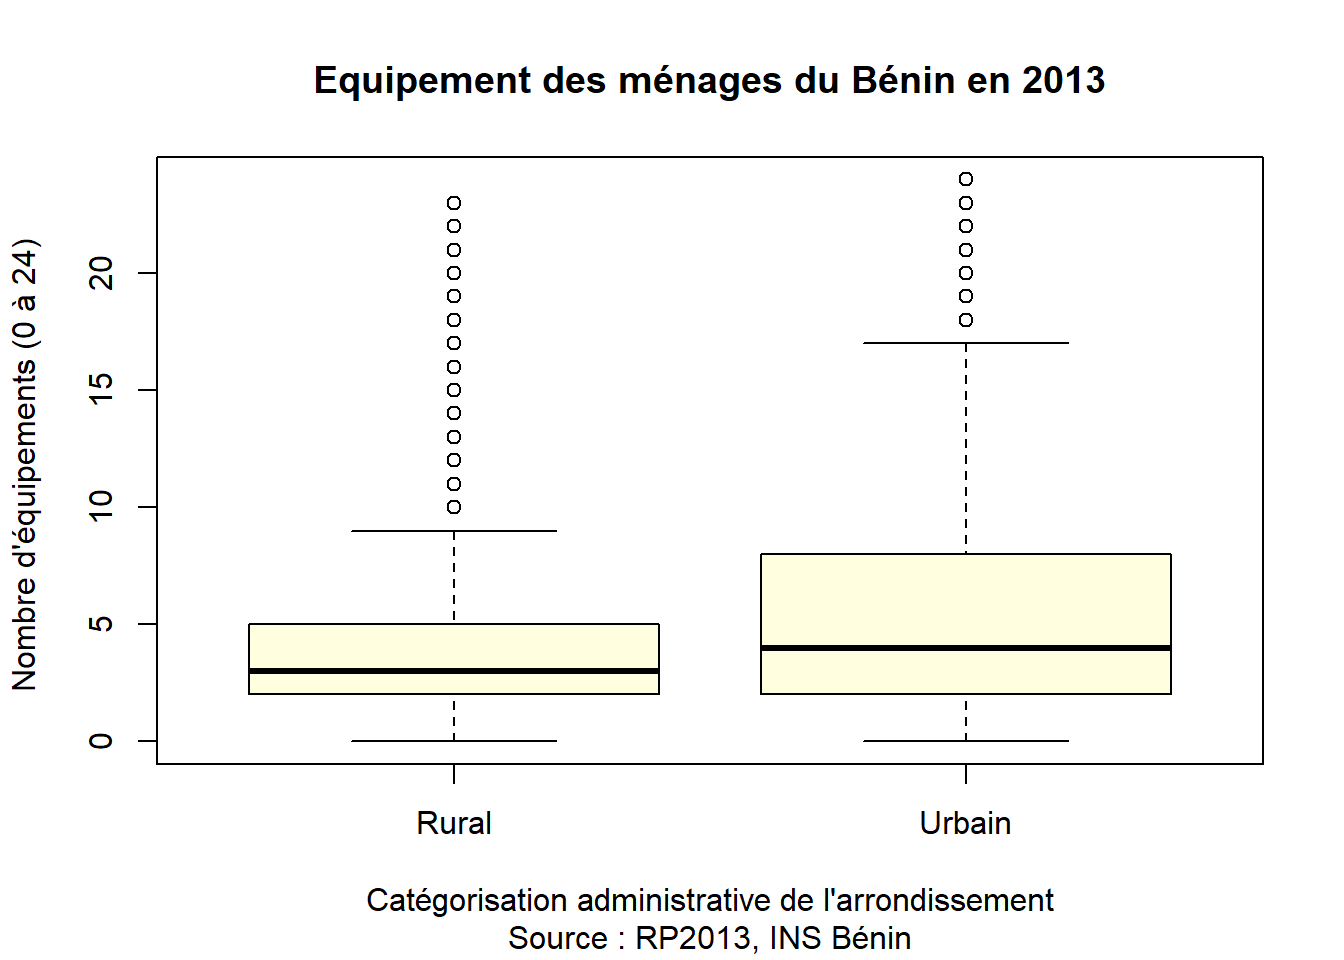 Equipement des ménages du Bénin en 2013
Nombre d'équipements (0 à 24)
20
15
10
5
0
Rural Urbain
Catégorisation administrative de l'arrondissement
Source : RP2013, INS Bénin